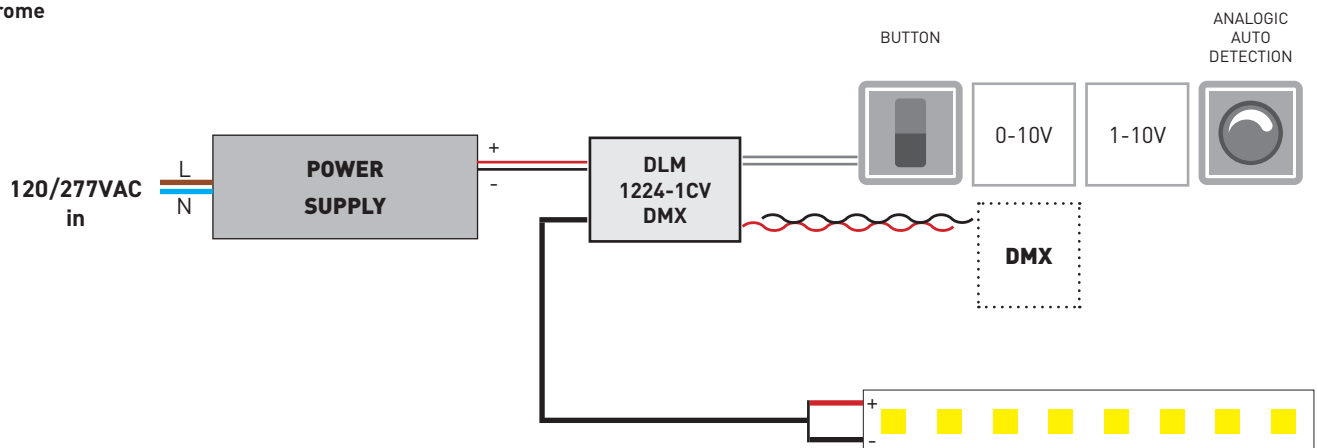 rome
BUTTON
ANALOGIC
AUTO
DETECTION
120/277VAC
in
L
N
POWER
SUPPLY
+
-
DLM
1224-1CV
DMX
0-10V
1-10V
DMX
+
-